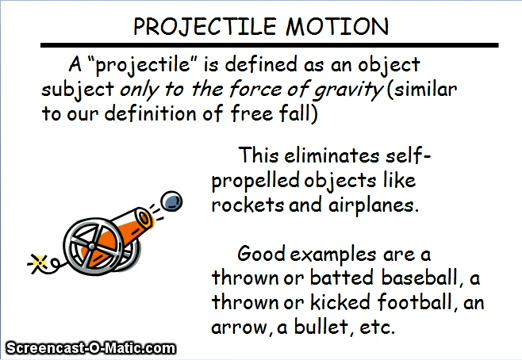 PROJECTILE MOTION
A “projectile” is defined as an object
subject only to the force of gravity (similar
to our definition of free fall)
This eliminates self-
propelled objects like
rockets and airplanes.
Good examples are a
thrown or batted baseball, a
thrown or kicked football, an
arrow, a bullet, etc.
Screencast-O-Matic.com